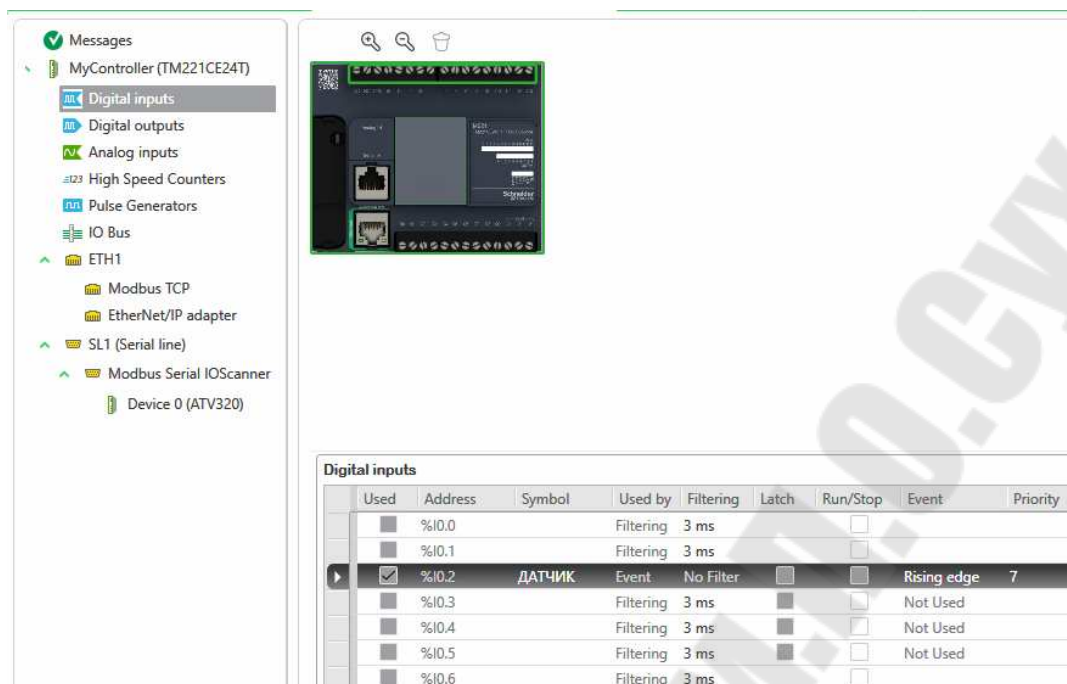 Messages
MyController (TM221CE24T)
Digital inputs
Digital outputs
Analog inputs
High Speed Counters
Pulse Generators
IO Bus
ETH1
Modbus TCP
EtherNet/IP adapter
SL1 (Serial line)
Modbus Serial IOScanner
Device 0 (ATV320)
Schneider
Digital inputs
Used Address Symbol Used by Filtering Latch Run/Stop Event Priority
%I0.0 Filtering 3 ms
%I0.1 Filtering 3 ms
%I0.2 ДАТЧИК Event No Filter Rising edge 7
%I0.3 Filtering 3 ms Not Used
%I0.4 Filtering 3 ms Not Used
%I0.5 Filtering 3 ms Not Used
%I0.6 Filtering 3 ms